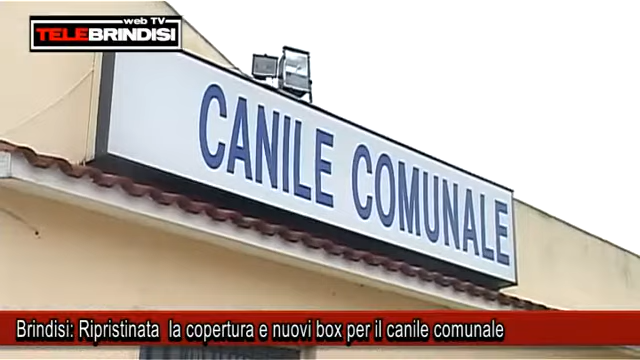 web TV
TELEBRINDISI
CANILE COMUNALE
Brindisi: Ripristinata la copertura e nuovi box per il canile comunale